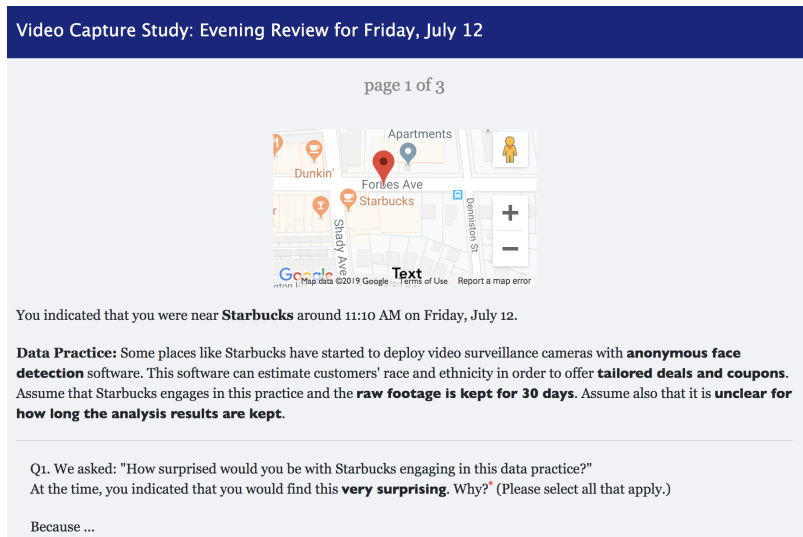 Video Capture Study: Evening Review for Friday, July 12
page 1 of 3
Apartments
Dunkin'
Forbes Ave
Starbucks
Shady Ave
Denniston St
Text
Google
Map data ©2019 Google
Terms of Use
Report a map error
You indicated that you were near Starbucks around 11:10 AM on Friday, July 12.
Data Practice: Some places like Starbucks have started to deploy video surveillance cameras with anonymous face
detection software. This software can estimate customers' race and ethnicity in order to offer tailored deals and coupons.
Assume that Starbucks engages in this practice and the raw footage is kept for 30 days. Assume also that it is unclear for
how long the analysis results are kept.
Q1. We asked: "How surprised would you be with Starbucks engaging in this data practice?"
At the time, you indicated that you would find this very surprising. Why?* (Please select all that apply.)
Because ...